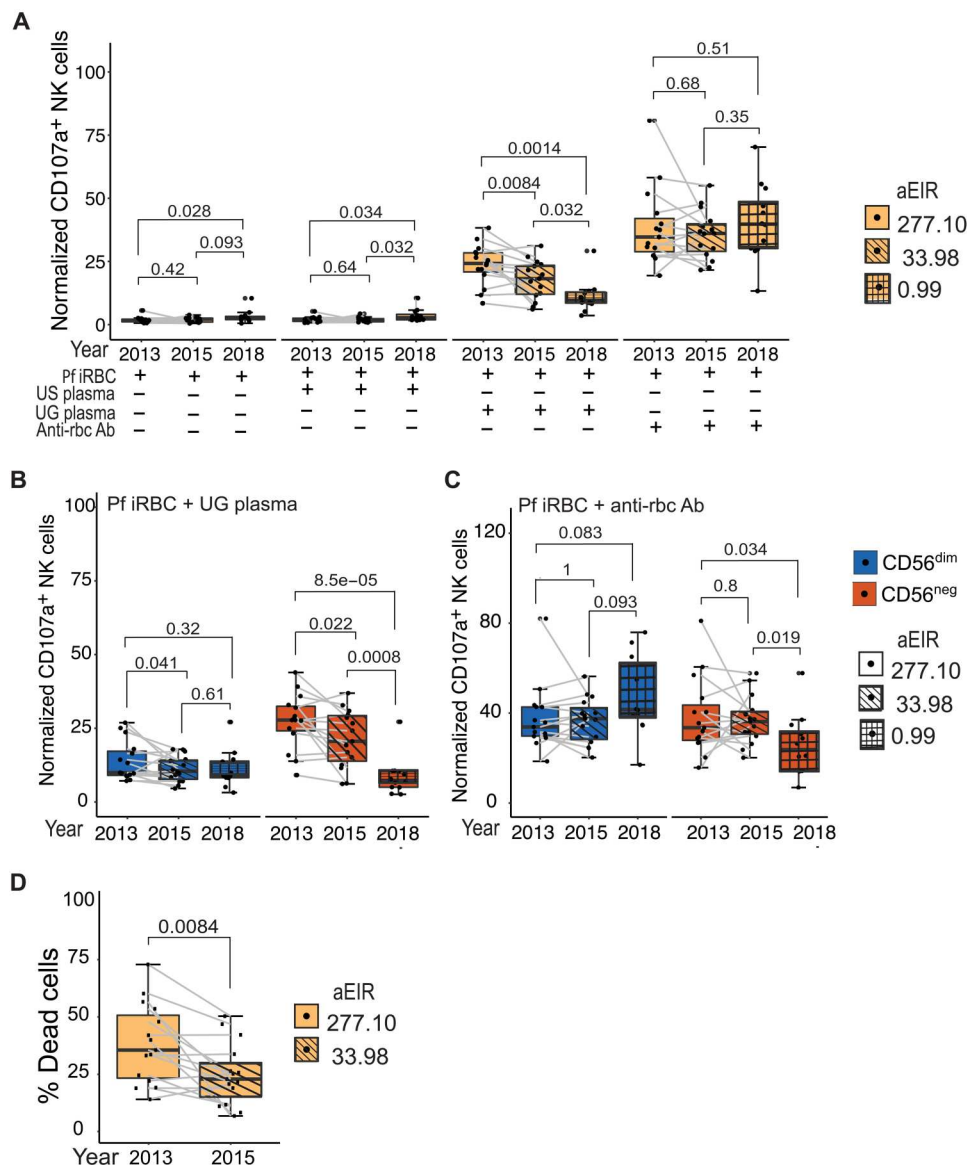 A
Normalized CD107a+ NK cells
100
75
50
25
0
0.028
0.093
0.42
0.034
0.032
0.64
0.0014
0.0084
0.032
0.51
0.68
0.35
aEIR
277.10
33.98
0.99
Year 2013 2015 2018 2013 2015 2018 2013 2015 2018 2013 2015 2018
Pf iRBC + + + + + + + + + + + +
US plasma − − − + + + − − − − − −
UG plasma − − − − − − + + + − − −
Anti-rbc Ab − − − − − − − − − + + +
B
Pf iRBC + UG plasma
Normalized CD107a+ NK cells
100
75
50
25
0
0.32
0.041
0.61
8.5e−05
0.022
0.0008
Year 2013 2015 2018 2013 2015 2018
C
Pf iRBC + anti-rbc Ab
Normalized CD107a+ NK cells
120
80
40
0
0.083
1
0.093
0.034
0.8
0.019
Year 2013 2015 2018 2013 2015 2018
CD56dim
CD56neg
aEIR
277.10
33.98
0.99
D
% Dead cells
100
75
50
25
0
0.0084
Year 2013 2015
aEIR
277.10
33.98